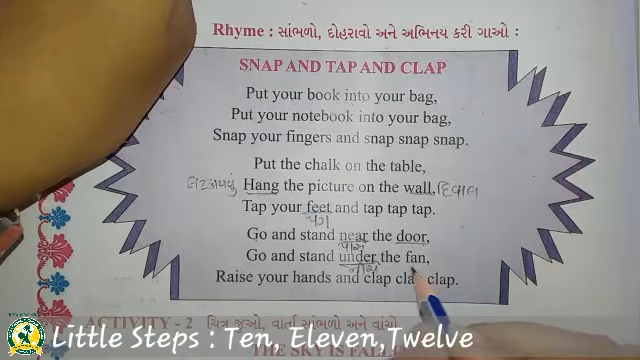 Rhyme : સાંભળો, દોહરાવો અને અભિનય કરી ગાઓ :
SNAP AND TAP AND CLAP
Put your book into your bag,
Put your notebook into your bag,
Snap your fingers and snap snap snap.
Put the chalk on the table,
લટકાવવું Hang the picture on the wall, દિવાલ
Tap your feet and tap tap tap.
પગ
Go and stand near the door,
પાસે
Go and stand under the fan,
નીચે
Raise your hands and clap clap clap.
ACTIVITY - 2 ચિત્ર જુઓ, વાર્તા સાંભળો અને વાંચો
Little Steps : Ten, Eleven,Twelve
THE SKY IS FALL